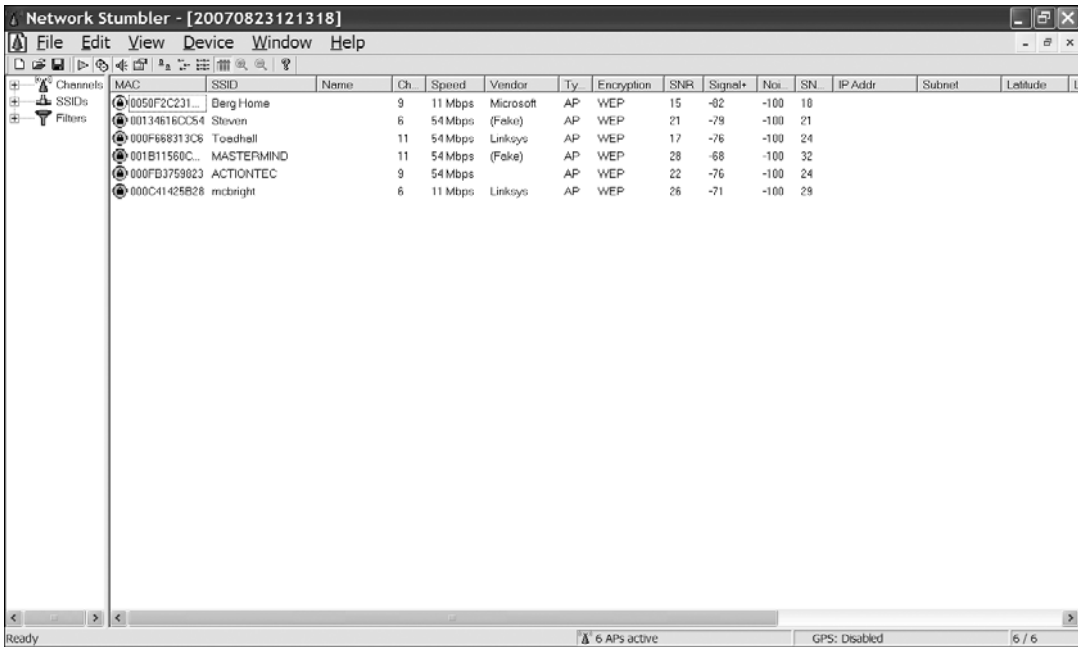 Network Stumbler - [20070823121318]
File Edit View Device Window Help
Channels
SSIDs
Filters
MAC SSID Name Ch... Speed Vendor Ty... Encryption SNR Signal+ Noi... SN... IP Addr Subnet Latitude L
0050F2C231... Berg Home 9 11 Mbps Microsoft AP WEP 15 -82 -100 18
00134616CC54 Steven 6 54 Mbps (Fake) AP WEP 21 -79 -100 21
000F668313C6 Toadhall 11 54 Mbps Linksys AP WEP 17 -76 -100 24
001B11560C... MASTERMIND 11 54 Mbps (Fake) AP WEP 28 -68 -100 32
000FB3759823 ACTIONTEC 9 54 Mbps AP WEP 22 -76 -100 24
000C41425B28 mcbright 6 11 Mbps Linksys AP WEP 26 -71 -100 29
Ready 6 APs active GPS: Disabled 6 / 6